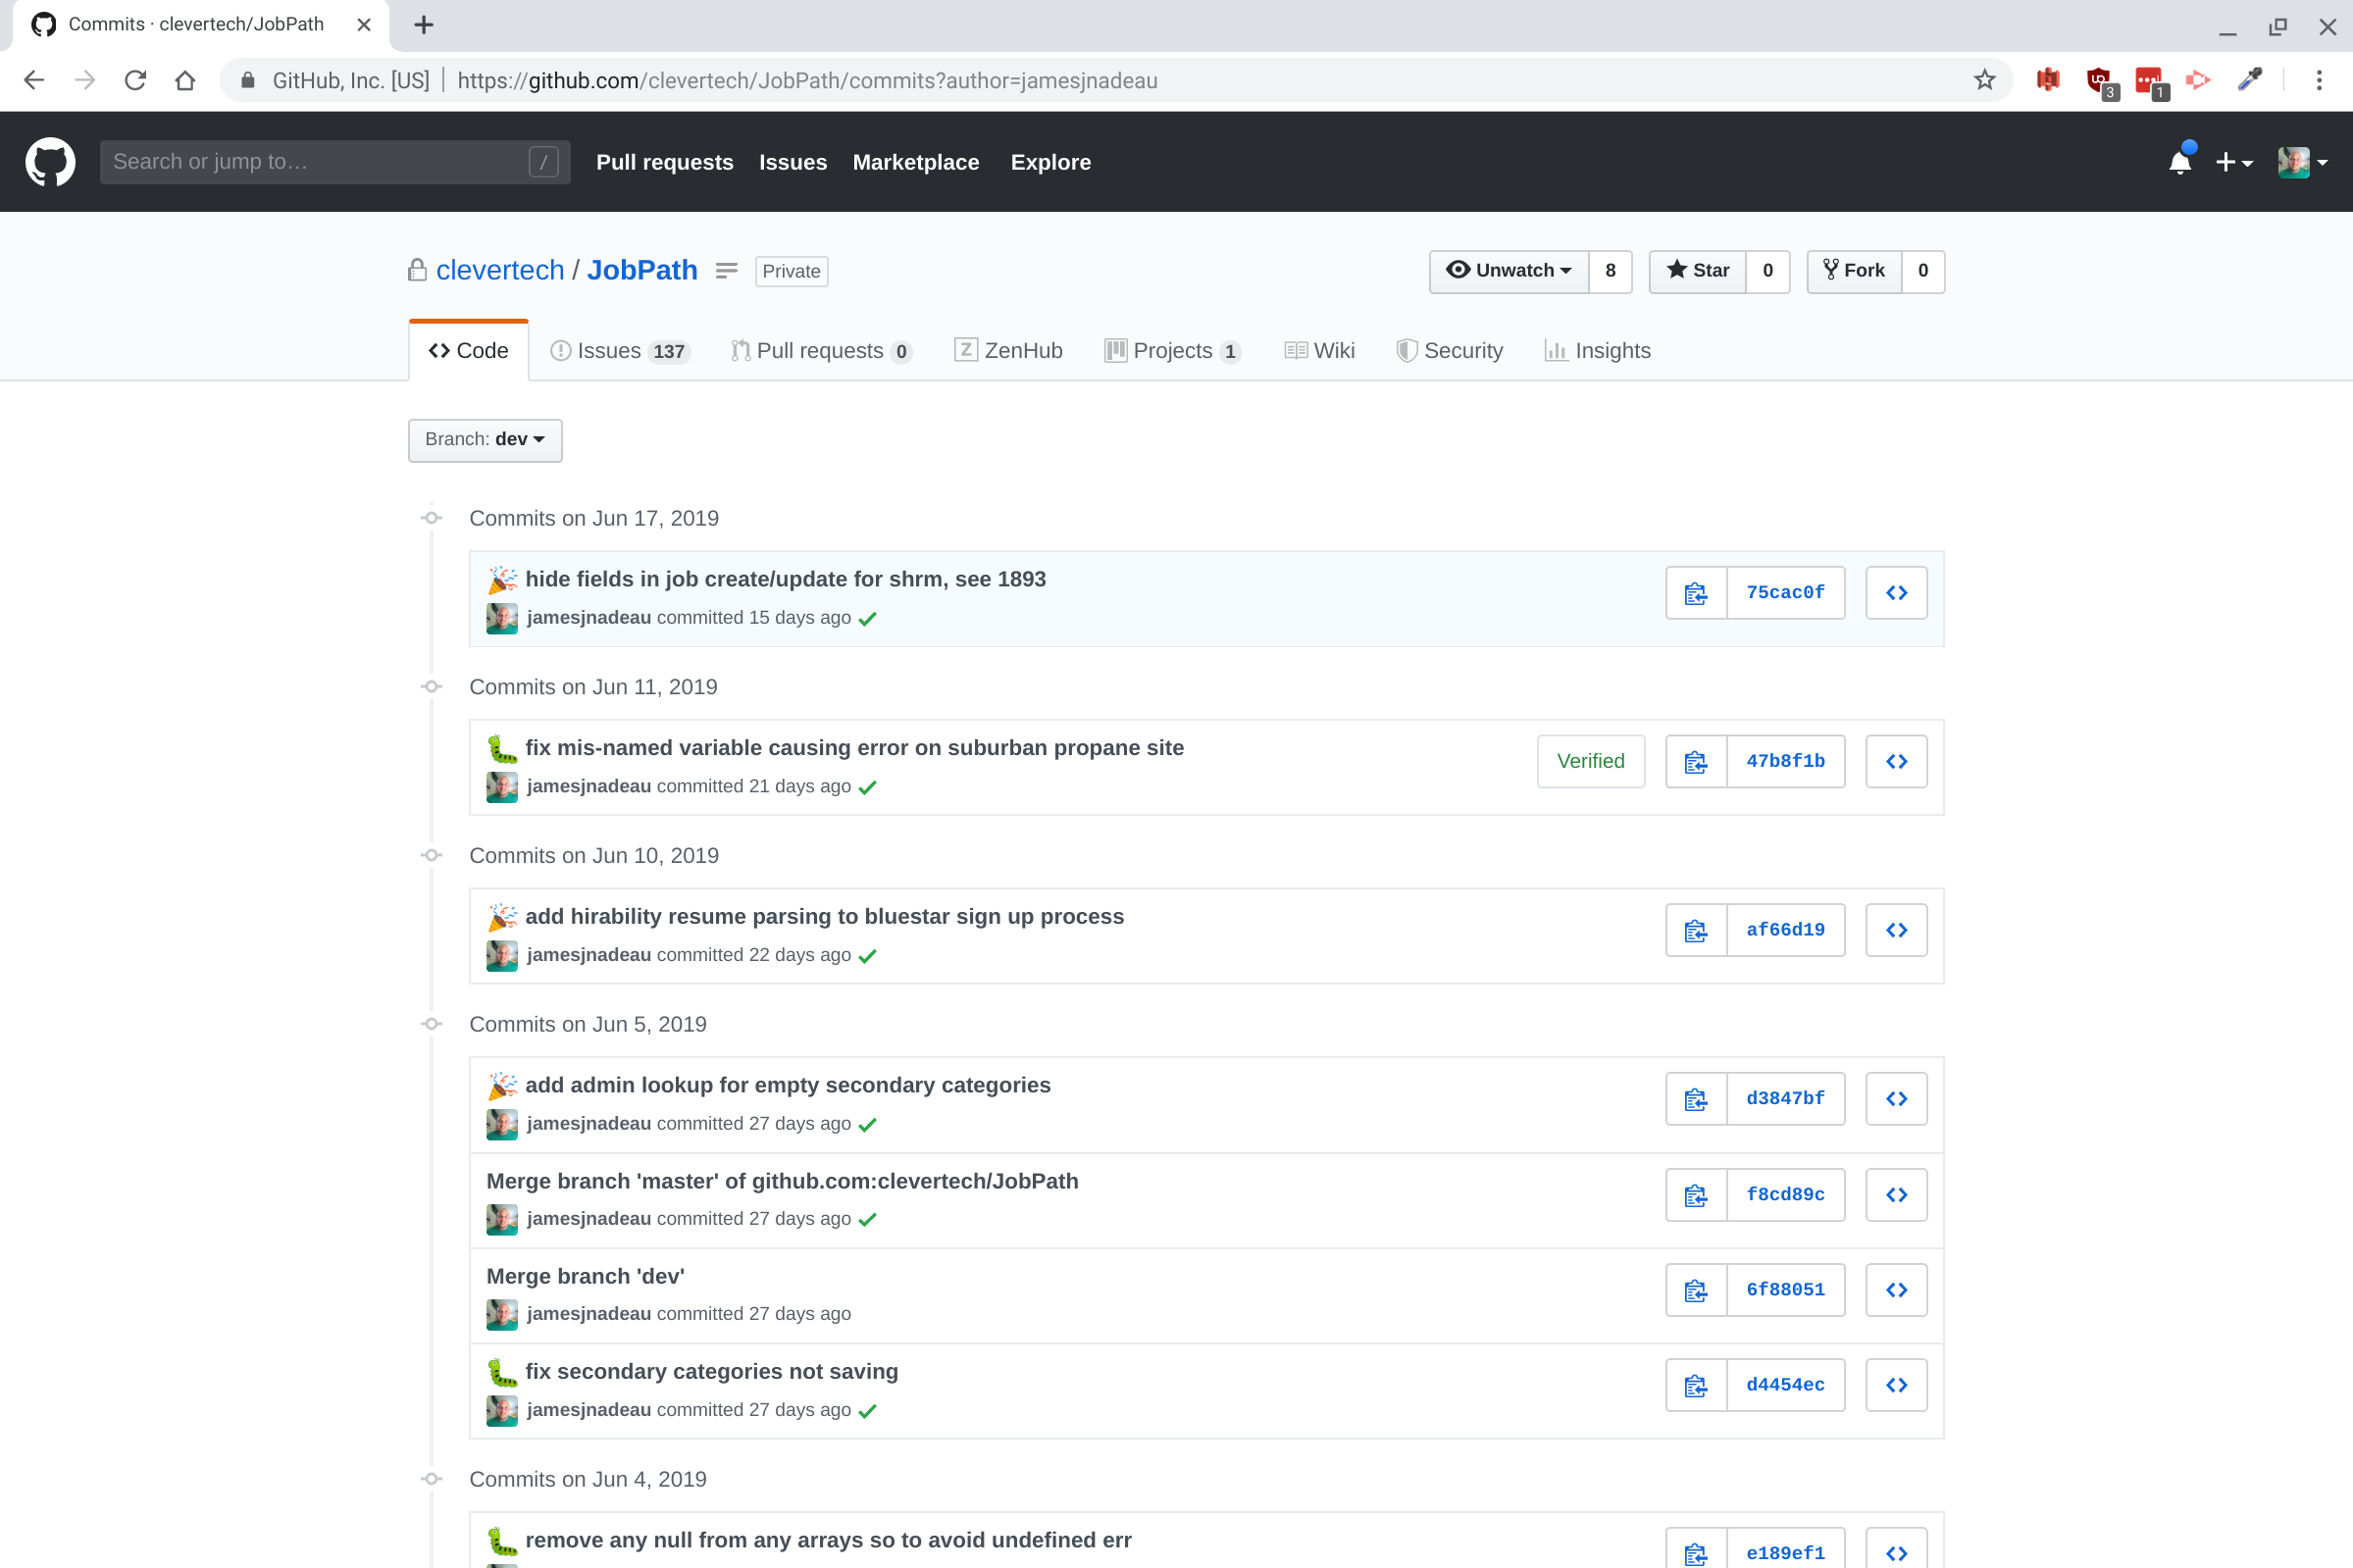 Commits · clevertech/JobPath
GitHub, Inc. [US] https://github.com/clevertech/JobPath/commits?author=jamesjnadeau
3
1
Search or jump to… /
Pull requests Issues Marketplace Explore
clevertech / JobPath Private
Unwatch 8 Star 0 Fork 0
Code Issues 137 Pull requests 0 ZenHub Projects 1 Wiki Security Insights
Branch: dev
Commits on Jun 17, 2019
hide fields in job create/update for shrm, see 1893
jamesjnadeau committed 15 days ago
75cac0f
Commits on Jun 11, 2019
fix mis-named variable causing error on suburban propane site
jamesjnadeau committed 21 days ago
Verified 47b8f1b
Commits on Jun 10, 2019
add hirability resume parsing to bluestar sign up process
jamesjnadeau committed 22 days ago
af66d19
Commits on Jun 5, 2019
add admin lookup for empty secondary categories
jamesjnadeau committed 27 days ago
d3847bf
Merge branch 'master' of github.com:clevertech/JobPath
jamesjnadeau committed 27 days ago
f8cd89c
Merge branch 'dev'
jamesjnadeau committed 27 days ago
6f88051
fix secondary categories not saving
jamesjnadeau committed 27 days ago
d4454ec
Commits on Jun 4, 2019
remove any null from any arrays so to avoid undefined err
e189ef1